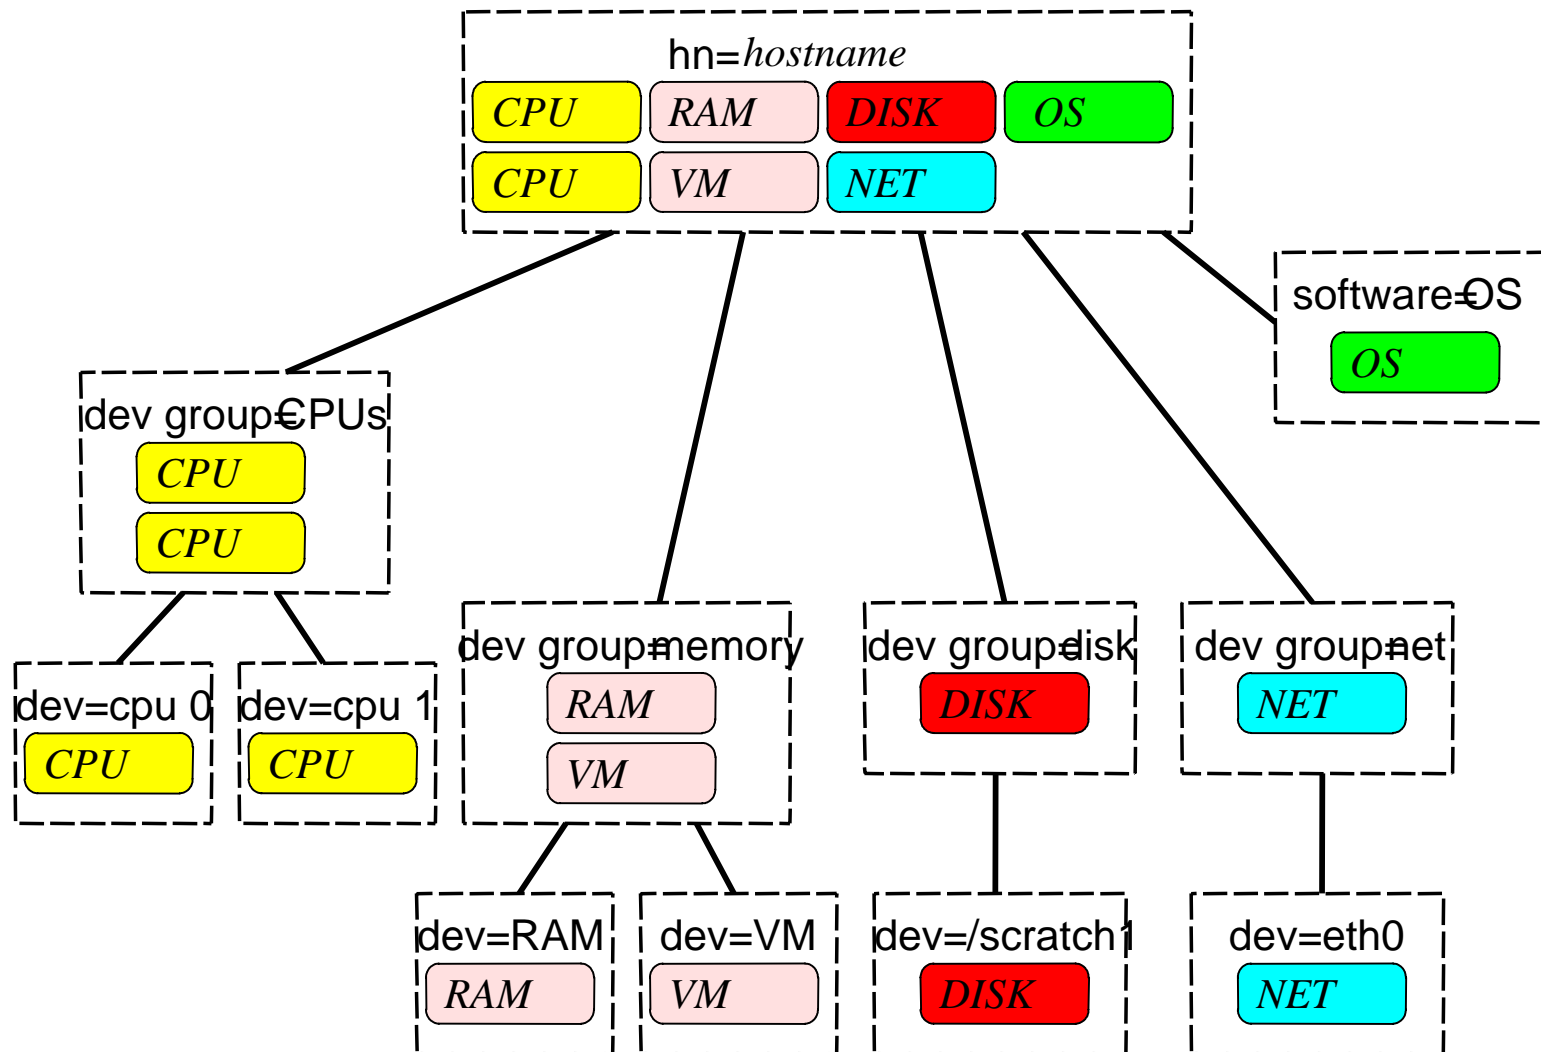 hn=hostname
CPU RAM DISK OS
CPU VM NET
software=OS
OS
dev group=CPUs
CPU
CPU
dev group=memory
RAM
VM
dev group=disk
DISK
dev group=net
NET
dev=cpu 0
CPU
dev=cpu 1
CPU
dev=RAM
RAM
dev=VM
VM
dev=/scratch1
DISK
dev=eth0
NET